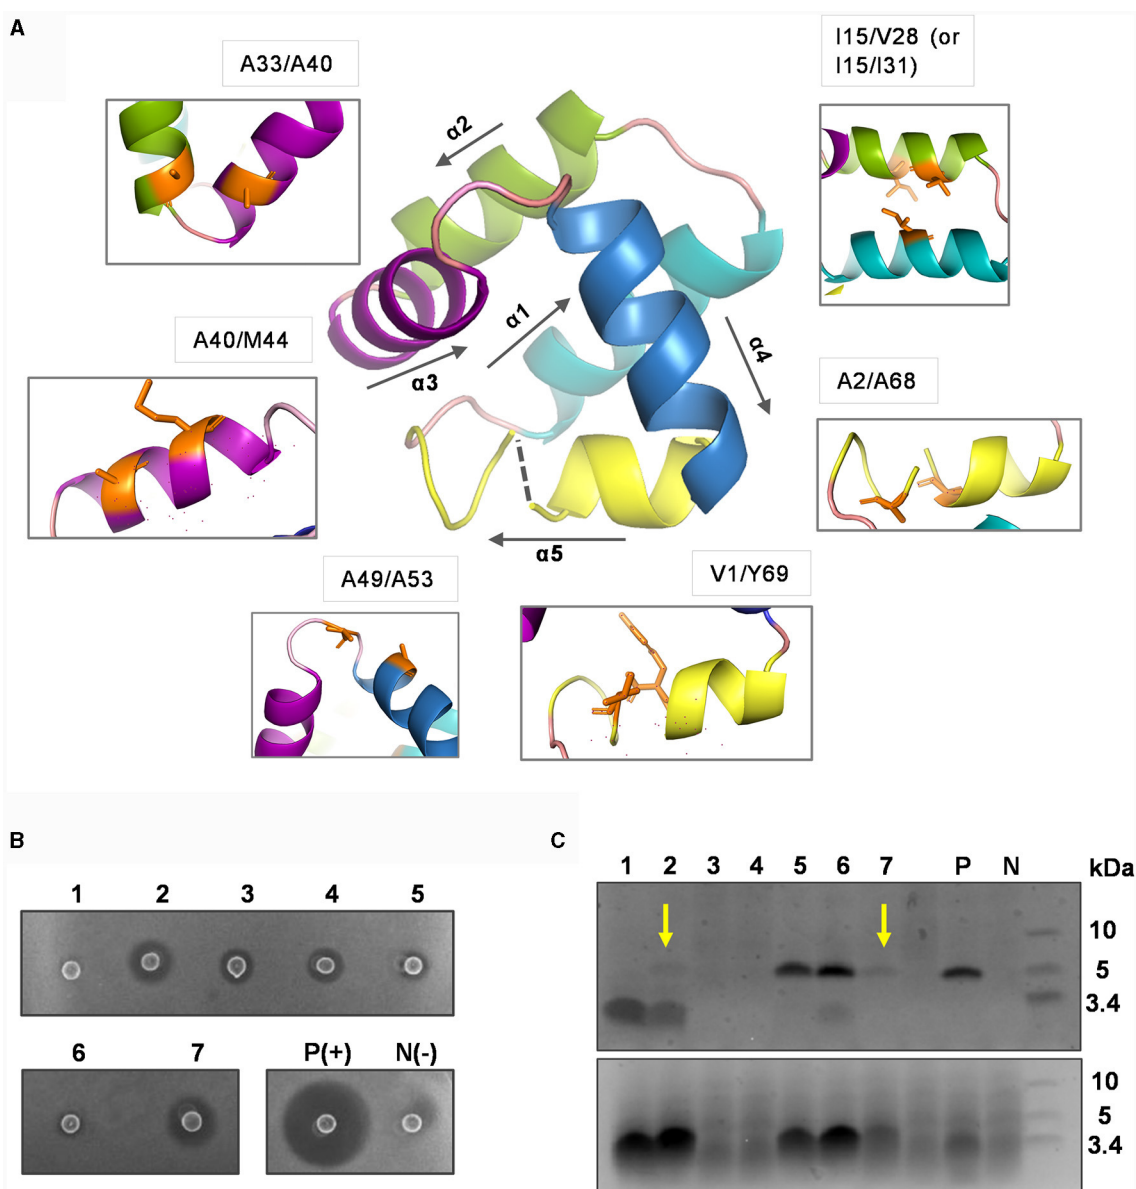 A
A33/A40
I15/V28 (or
I15/I31)
α2
α1
α3
α4
A40/M44
A2/A68
α5
A49/A53
V1/Y69
B
1 2 3 4 5
6 7 P(+) N(-)
C
1 2 3 4 5 6 7 P N kDa
10
5
3.4
10
5
3.4